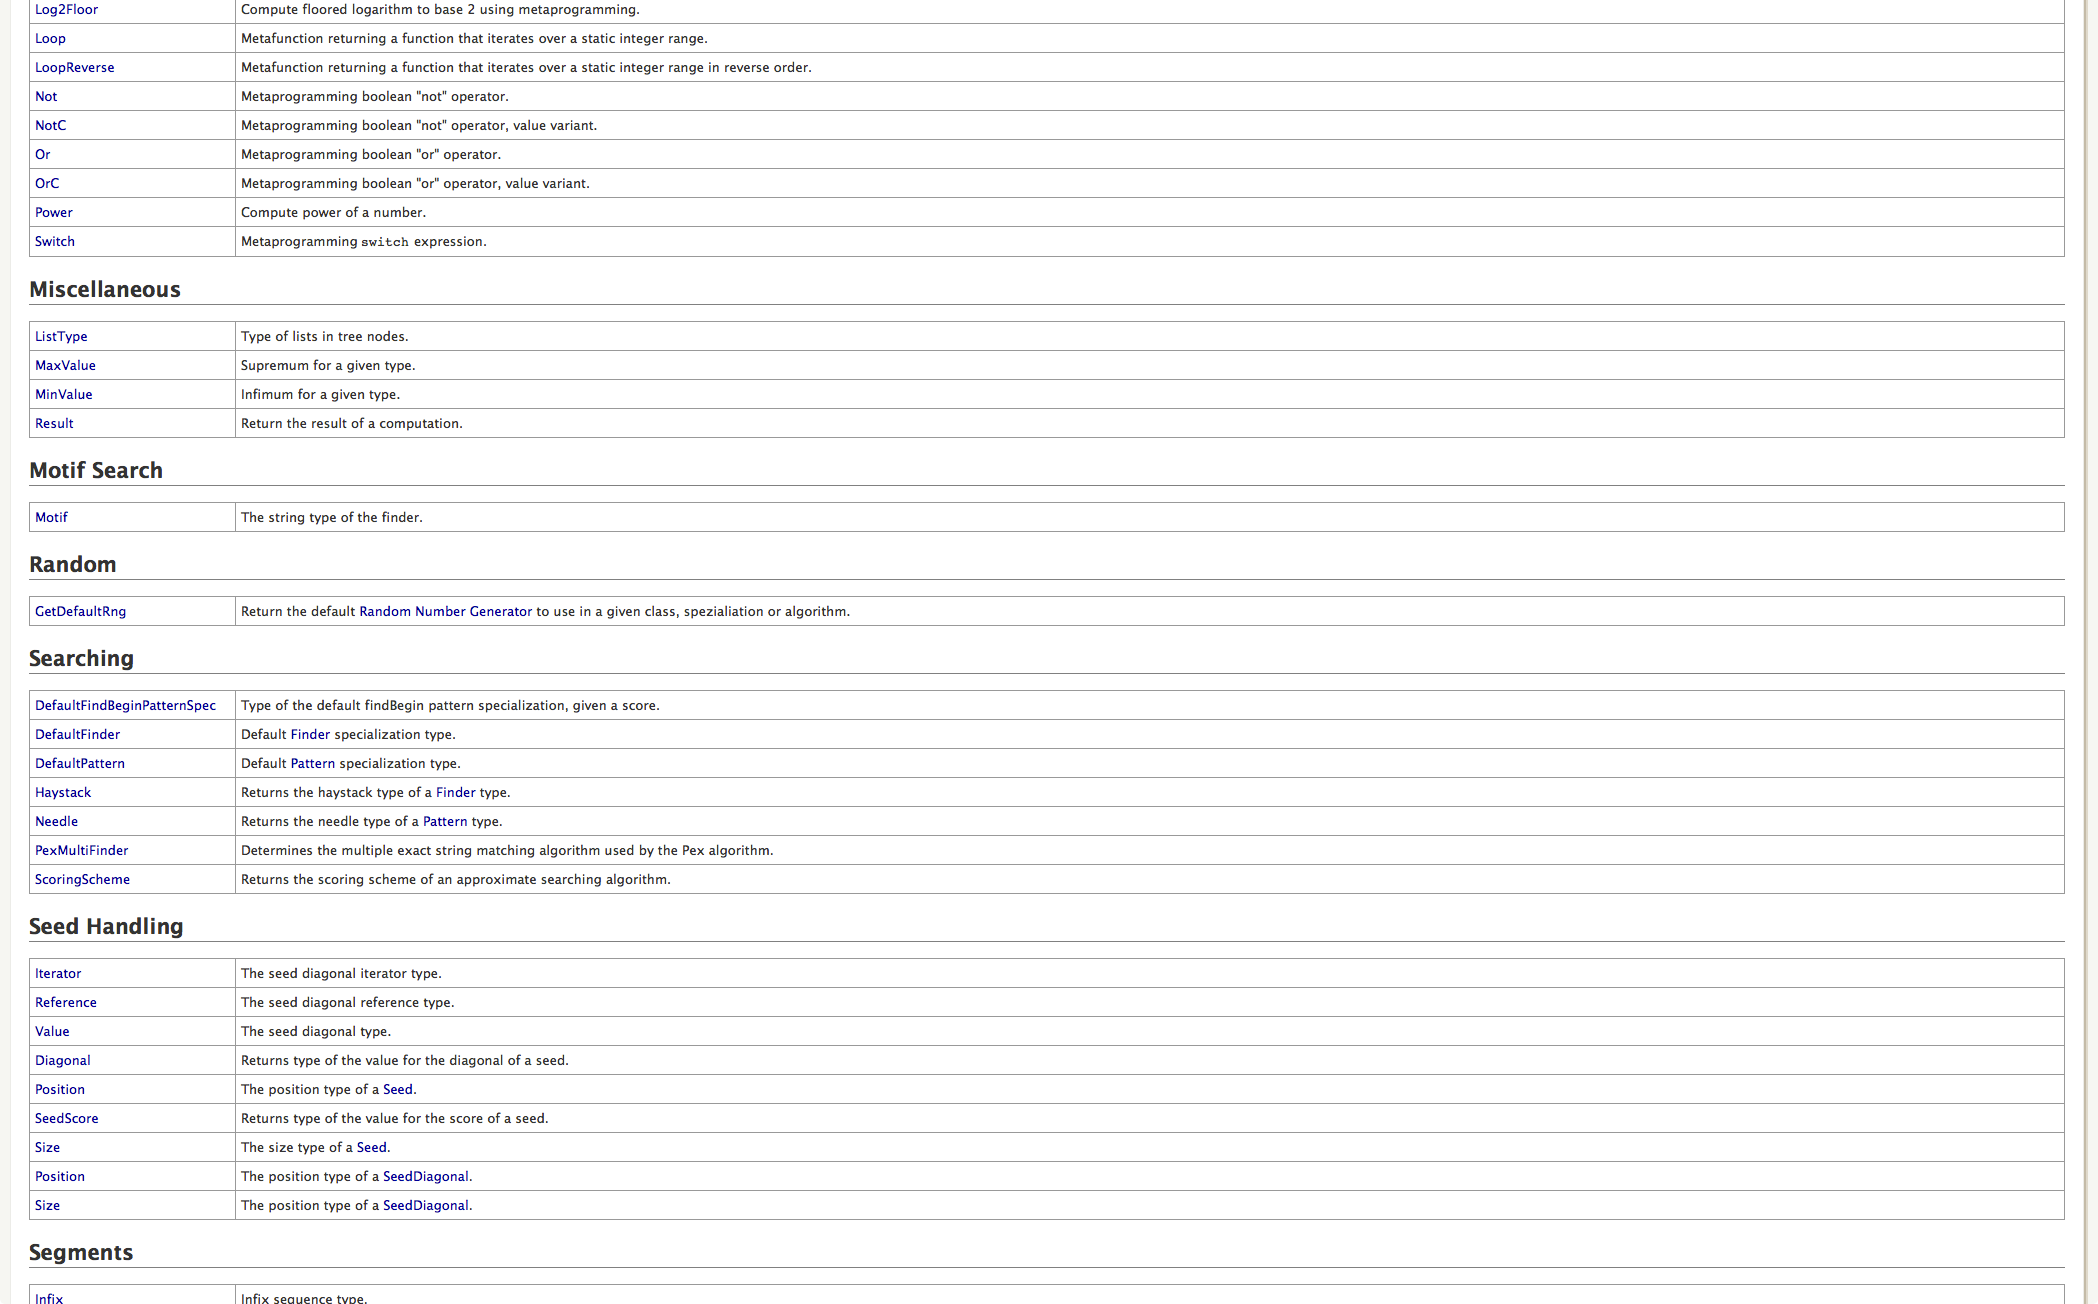 Log2Floor Compute floored logarithm to base 2 using metaprogramming.
Loop Metafunction returning a function that iterates over a static integer range.
LoopReverse Metafunction returning a function that iterates over a static integer range in reverse order.
Not Metaprogramming boolean "not" operator.
NotC Metaprogramming boolean "not" operator, value variant.
Or Metaprogramming boolean "or" operator.
OrC Metaprogramming boolean "or" operator, value variant.
Power Compute power of a number.
Switch Metaprogramming switch expression.
Miscellaneous
ListType Type of lists in tree nodes.
MaxValue Supremum for a given type.
MinValue Infimum for a given type.
Result Return the result of a computation.
Motif Search
Motif The string type of the finder.
Random
GetDefaultRng Return the default Random Number Generator to use in a given class, spezialiation or algorithm.
Searching
DefaultFindBeginPatternSpec Type of the default findBegin pattern specialization, given a score.
DefaultFinder Default Finder specialization type.
DefaultPattern Default Pattern specialization type.
Haystack Returns the haystack type of a Finder type.
Needle Returns the needle type of a Pattern type.
PexMultiFinder Determines the multiple exact string matching algorithm used by the Pex algorithm.
ScoringScheme Returns the scoring scheme of an approximate searching algorithm.
Seed Handling
Iterator The seed diagonal iterator type.
Reference The seed diagonal reference type.
Value The seed diagonal type.
Diagonal Returns type of the value for the diagonal of a seed.
Position The position type of a Seed.
SeedScore Returns type of the value for the score of a seed.
Size The size type of a Seed.
Position The position type of a SeedDiagonal.
Size The position type of a SeedDiagonal.
Segments
Infix Infix sequence type.